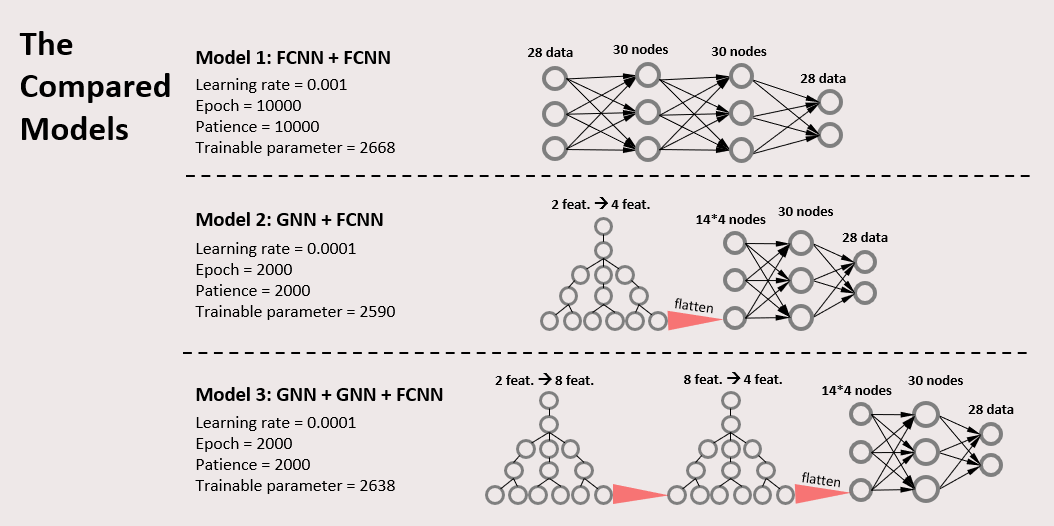 The
Compared
Models
Model 1: FCNN + FCNN
Learning rate = 0.001
Epoch = 10000
Patience = 10000
Trainable parameter = 2668
28 data
30 nodes
30 nodes
28 data
Model 2: GNN + FCNN
Learning rate = 0.0001
Epoch = 2000
Patience = 2000
Trainable parameter = 2590
2 feat. → 4 feat.
flatten
14*4 nodes
30 nodes
28 data
Model 3: GNN + GNN + FCNN
Learning rate = 0.0001
Epoch = 2000
Patience = 2000
Trainable parameter = 2638
2 feat. → 8 feat.
8 feat. → 4 feat.
flatten
14*4 nodes
30 nodes
28 data